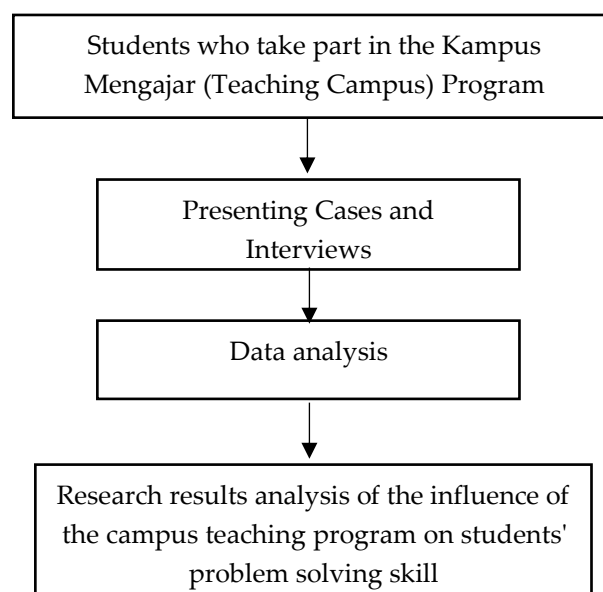 Students who take part in the Kampus
Mengajar (Teaching Campus) Program
Presenting Cases and
Interviews
Data analysis
Research results analysis of the influence of
the campus teaching program on students'
problem solving skill